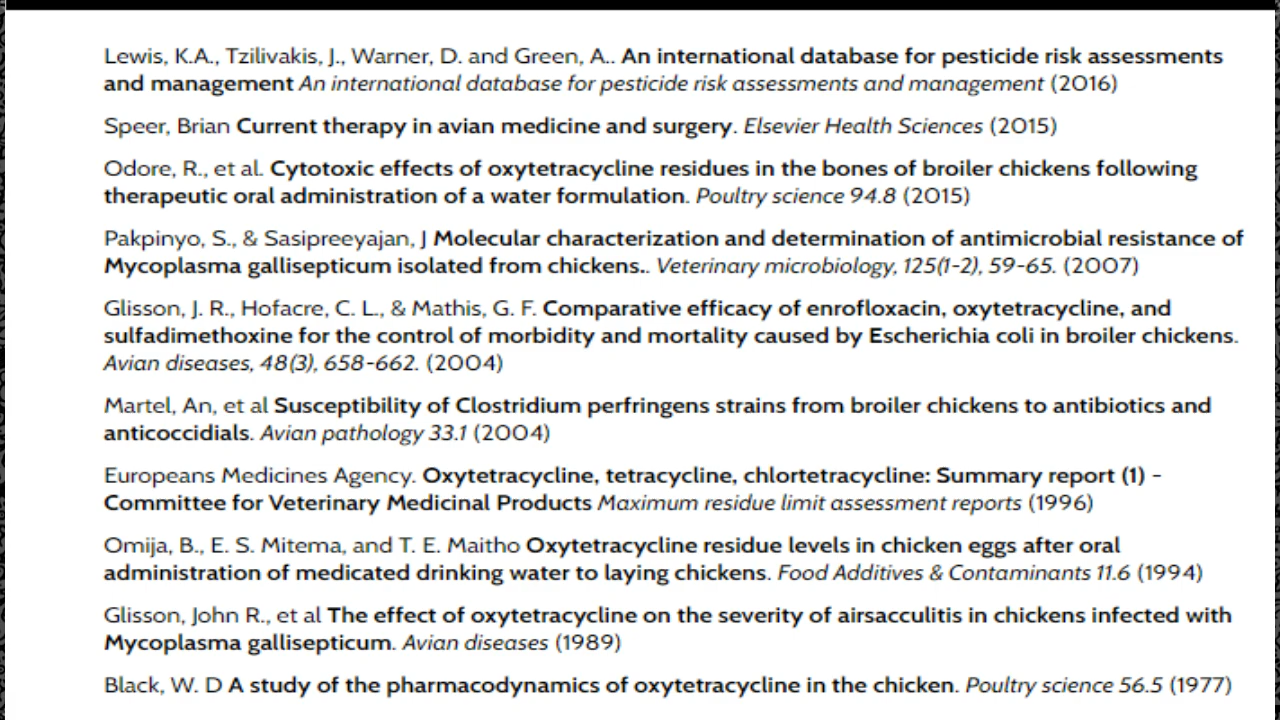 Lewis, K.A., Tzilivakis, J., Warner, D. and Green, A.. An international database for pesticide risk assessments
and management An international database for pesticide risk assessments and management (2016)
Speer, Brian Current therapy in avian medicine and surgery. Elsevier Health Sciences (2015)
Odore, R., et al. Cytotoxic effects of oxytetracycline residues in the bones of broiler chickens following
therapeutic oral administration of a water formulation. Poultry science 94.8 (2015)
Pakpinyo, S., & Sasipreeyajan, J Molecular characterization and determination of antimicrobial resistance of
Mycoplasma gallisepticum isolated from chickens.. Veterinary microbiology, 125(1-2), 59-65. (2007)
Glisson, J. R., Hofacre, C. L., & Mathis, G. F. Comparative efficacy of enrofloxacin, oxytetracycline, and
sulfadimethoxine for the control of morbidity and mortality caused by Escherichia coli in broiler chickens.
Avian diseases, 48(3), 658-662. (2004)
Martel, An, et al Susceptibility of Clostridium perfringens strains from broiler chickens to antibiotics and
anticoccidials. Avian pathology 33.1 (2004)
Europeans Medicines Agency. Oxytetracycline, tetracycline, chlortetracycline: Summary report (1) -
Committee for Veterinary Medicinal Products Maximum residue limit assessment reports (1996)
Omija, B., E. S. Mitema, and T. E. Maitho Oxytetracycline residue levels in chicken eggs after oral
administration of medicated drinking water to laying chickens. Food Additives & Contaminants 11.6 (1994)
Glisson, John R., et al The effect of oxytetracycline on the severity of airsacculitis in chickens infected with
Mycoplasma gallisepticum. Avian diseases (1989)
Black, W. D A study of the pharmacodynamics of oxytetracycline in the chicken. Poultry science 56.5 (1977)